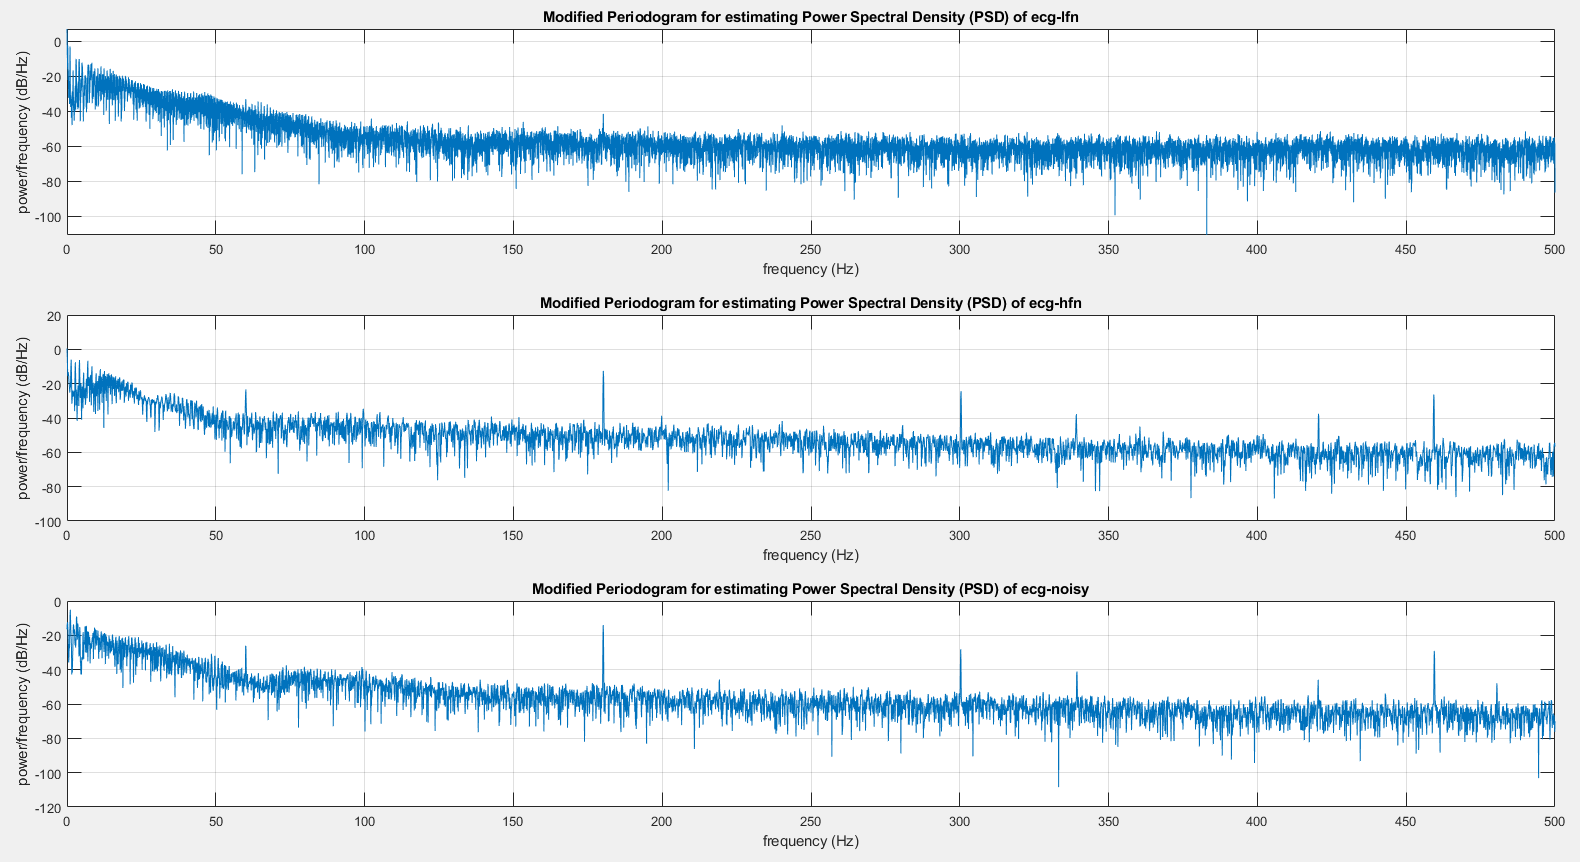 Modified Periodogram for estimating Power Spectral Density (PSD) of ecg-lfn
power/frequency (dB/Hz)
0
-20
-40
-60
-80
-100
0 50 100 150 200 250 300 350 400 450 500
frequency (Hz)
Modified Periodogram for estimating Power Spectral Density (PSD) of ecg-hfn
power/frequency (dB/Hz)
20
0
-20
-40
-60
-80
-100
0 50 100 150 200 250 300 350 400 450 500
frequency (Hz)
Modified Periodogram for estimating Power Spectral Density (PSD) of ecg-noisy
power/frequency (dB/Hz)
0
-20
-40
-60
-80
-100
-120
0 50 100 150 200 250 300 350 400 450 500
frequency (Hz)